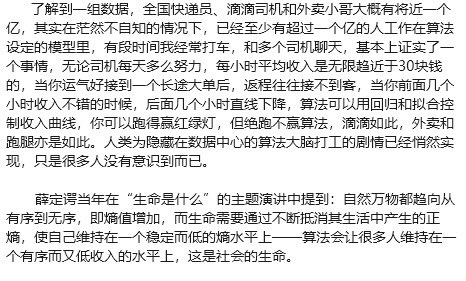 了解到一组数据，全国快递员、滴滴司机和外卖小哥大概有将近一个
亿，其实在茫然不自知的情况下，已经至少有超过一个亿的人工作在算法
设定的模型里，有段时间我经常打车，和多个司机聊天，基本上证实了一
个事情，无论司机每天多么努力，每小时平均收入是无限趋近于30块钱
的，当你运气好接到一个长途大单后，返程往往接不到客，当你前面几个
小时收入不错的时候，后面几个小时直线下降，算法可以用回归和拟合控
制收入曲线，你可以跑得赢红绿灯，但绝跑不赢算法，滴滴如此，外卖和
跑腿亦是如此。人类为隐藏在数据中心的算法大脑打工的剧情已经悄然实
现，只是很多人没有意识到而已。
薛定谔当年在“生命是什么”的主题演讲中提到：自然万物都趋向从
有序到无序，即熵值增加，而生命需要通过不断抵消其生活中产生的正
熵，使自己维持在一个稳定而低的熵水平上——算法会让很多人维持在一
个有序而又低收入的水平上，这是社会的生命。